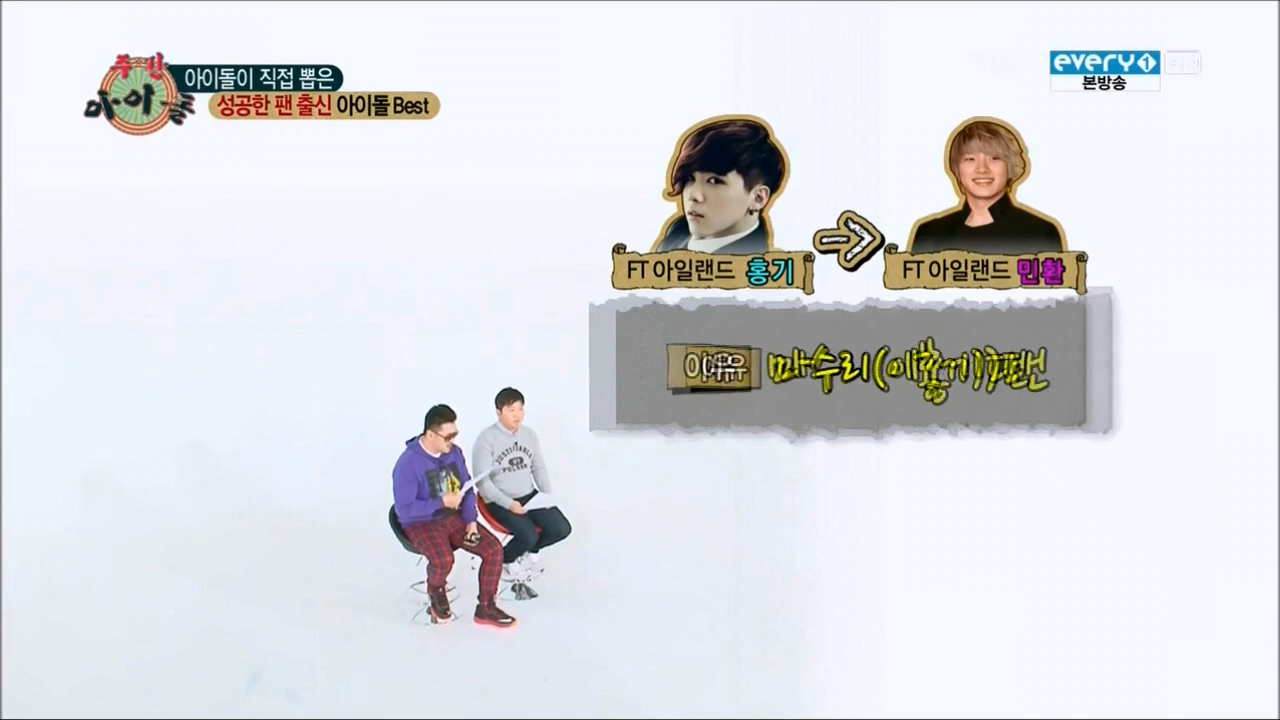 주간
아이돌
아이돌이 직접 뽑은
성공한 팬 출신 아이돌 Best
every1
본방송
FT 아일랜드 홍기
FT 아일랜드 민환
이유 마수리(이홍기)팬
JUSTIFIABLE